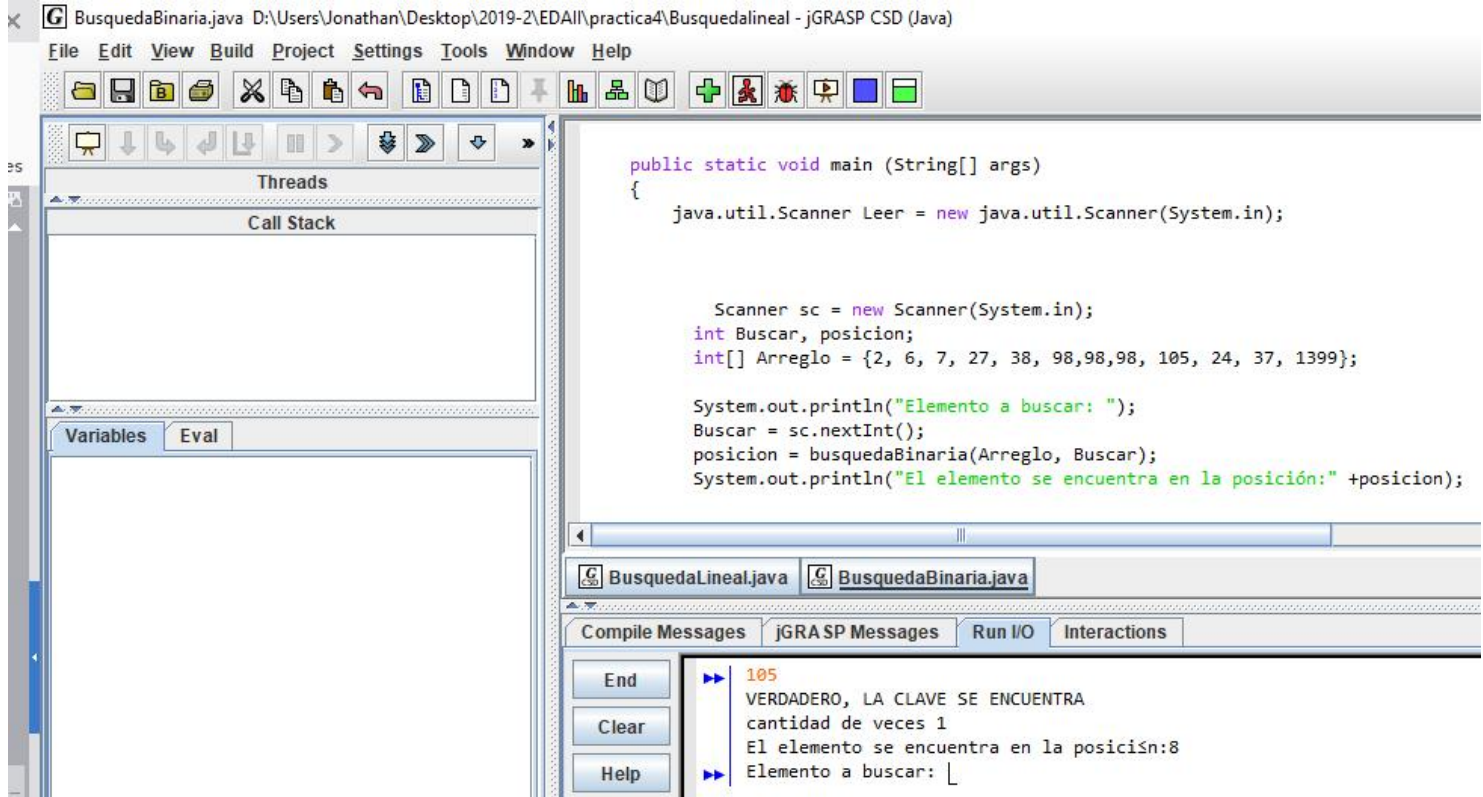 BusquedaBinaria.java D:\Users\Jonathan\Desktop\2019-2\EDAII\practica4\Busquedalineal - jGRASP CSD (Java)
File Edit View Build Project Settings Tools Window Help
Threads
Call Stack
Variables Eval
public static void main (String[] args)
{
java.util.Scanner Leer = new java.util.Scanner(System.in);
Scanner sc = new Scanner(System.in);
int Buscar, posicion;
int[] Arreglo = {2, 6, 7, 27, 38, 98,98,98, 105, 24, 37, 1399};
System.out.println("Elemento a buscar: ");
Buscar = sc.nextInt();
posicion = busquedaBinaria(Arreglo, Buscar);
System.out.println("El elemento se encuentra en la posición:" +posicion);
BusquedaLineal.java BusquedaBinaria.java
Compile Messages jGRASP Messages Run I/O Interactions
End
Clear
Help
105
VERDADERO, LA CLAVE SE ENCUENTRA
cantidad de veces 1
El elemento se encuentra en la posici≤n:8
Elemento a buscar: